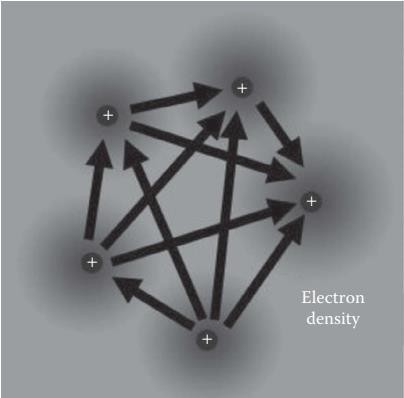 +
+
+
+
+
Electron
density